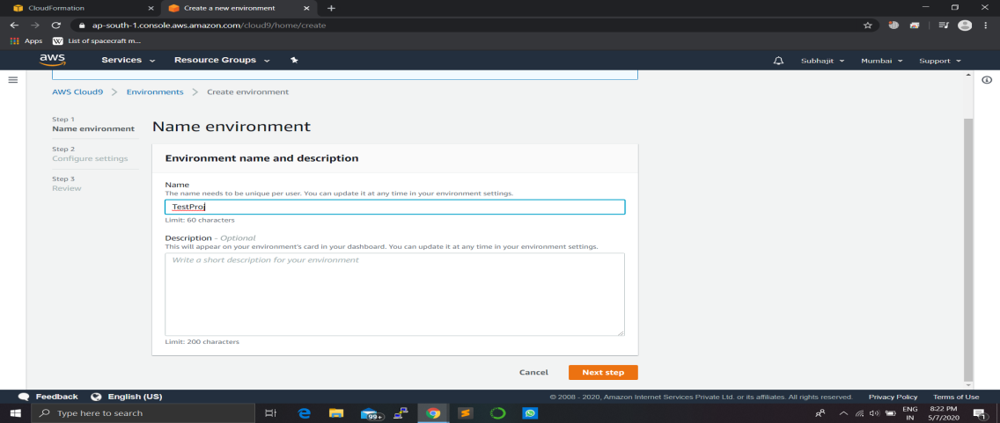 CloudFormation
Create a new environment
ap-south-1.console.aws.amazon.com/cloud9/home/create
Apps
W List of spacecraft m...
aws Services Resource Groups Subhajit Mumbai Support
AWS Cloud9 > Environments > Create environment
Step 1
Name environment
Step 2
Configure settings
Step 3
Review
Name environment
Environment name and description
Name
The name needs to be unique per user. You can update it at any time in your environment settings.
TestProj
Limit: 60 characters
Description - Optional
This will appear on your environment's card in your dashboard. You can update it at any time in your environment settings.
Write a short description for your environment
Limit: 200 characters
Cancel Next step
Feedback English (US) © 2008 - 2020, Amazon Internet Services Private Ltd. or its affiliates. All rights reserved. Privacy Policy Terms of Use
Type here to search
99+
ENG
IN
8:22 PM
5/7/2020
1